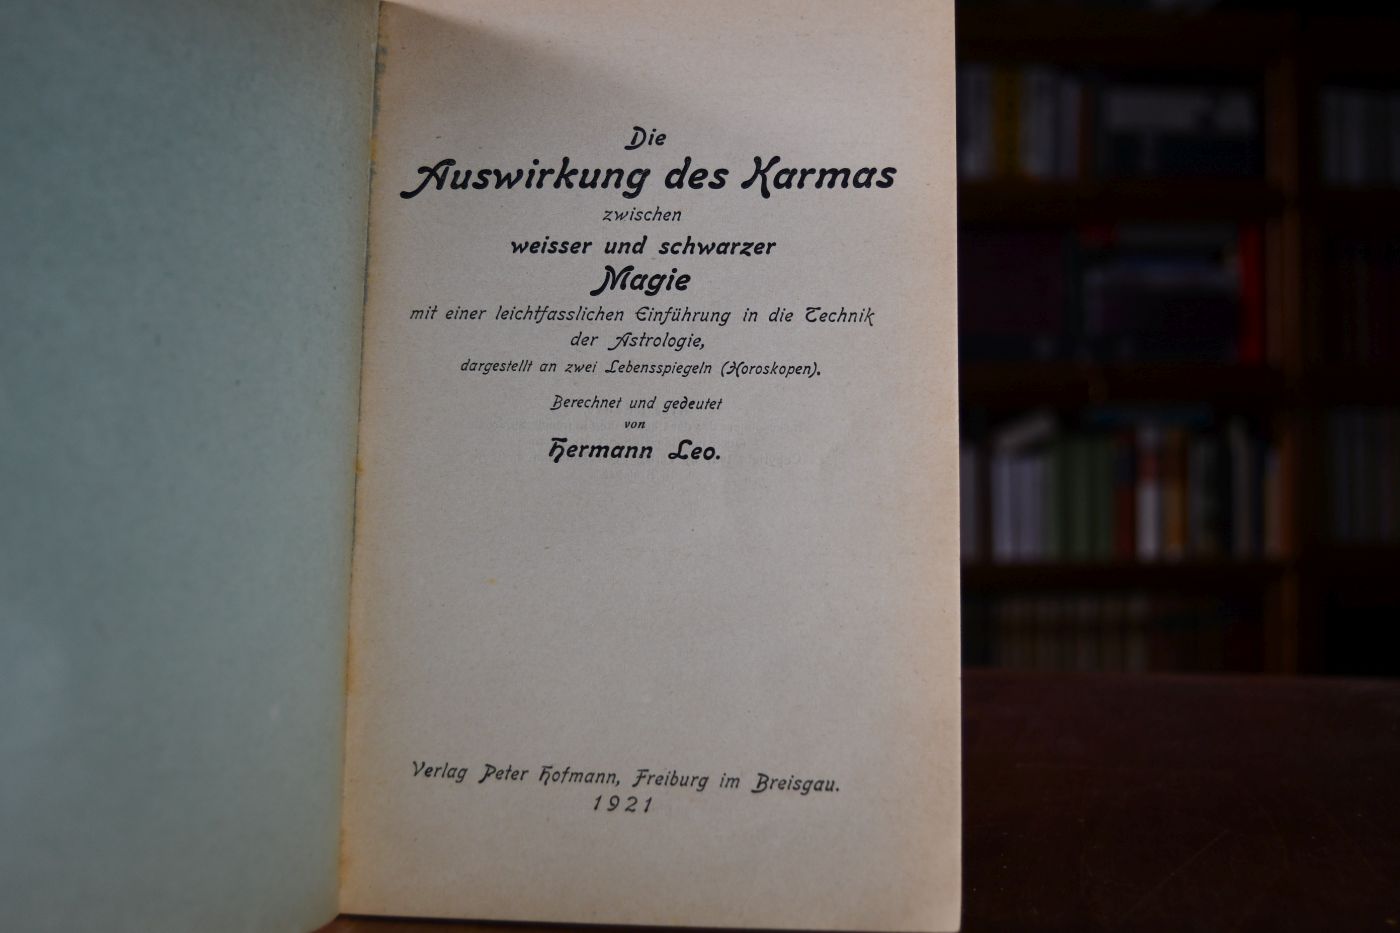 Die
Auswirkung des Karmas
zwischen
weisser und schwarzer
Magie
mit einer leichtfasslichen Einführung in die Technik
der Astrologie,
dargestellt an zwei Lebensspiegeln (Horoskopen).
Berechnet und gedeutet
von
Hermann Leo.
Verlag Peter Hofmann, Freiburg im Breisgau.
1921